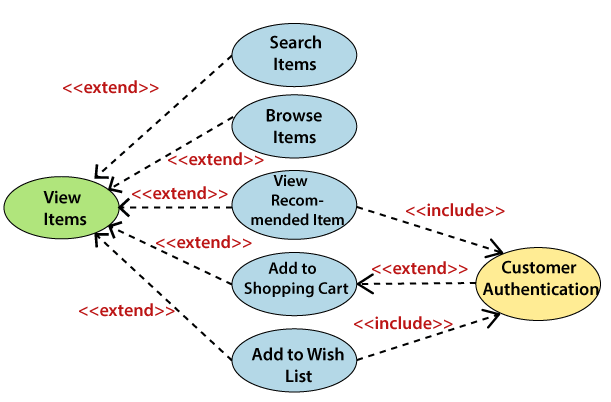 Search
Items
<<extend>>
Browse
Items
<<extend>>
View
Recom-
mended Item
<<extend>>
View
Items
<<include>>
<<extend>>
Add to
Shopping Cart
<<extend>>
Customer
Authentication
<<extend>>
<<include>>
Add to Wish
List